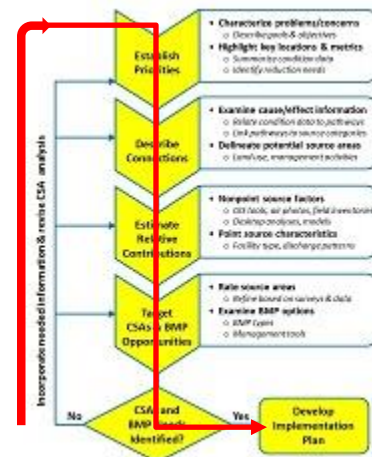 Establish
Priorities
• Characterize problems/concerns
o Describe goals & objectives
• Highlight key locations & metrics
o Summarize condition data
o Identify reduction needs
Describe
Connections
• Examine cause/effect information
o Relate condition data to pathways
o Link pathways to source categories
• Delineate potential source areas
o Land use, management activities
Estimate
Relative
Contributions
• Nonpoint source factors
o GIS tools, air photos, field inventories
o Desktop analyses, models
• Point source characteristics
o Facility type, discharge patterns
Target
CSAs & BMP
Opportunities
• Rate source areas
o Refine based on surveys & data
• Examine BMP options
o BMP types
o Management tools
Incorporate needed information & revise CSA analysis
No
CSA and
BMP Needs
Identified?
Yes
Develop
Implementation
Plan